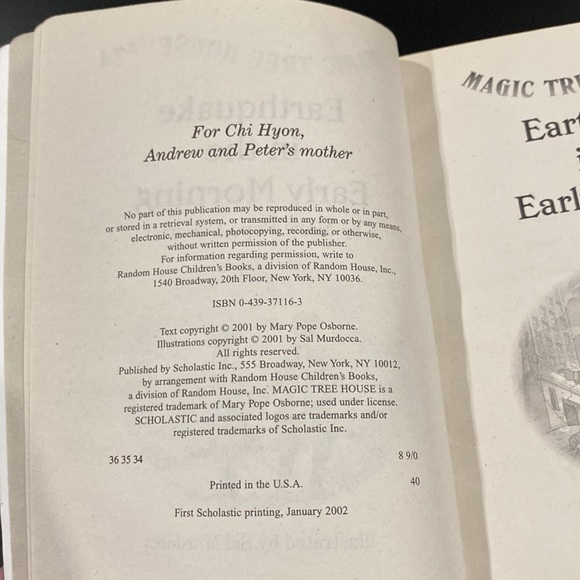 For Chi Hyon,
Andrew and Peter's mother
No part of this publication may be reproduced in whole or in part,
or stored in a retrieval system, or transmitted in any form or by any means,
electronic, mechanical, photocopying, recording, or otherwise,
without written permission of the publisher.
For information regarding permission, write to
Random House Children's Books, a division of Random House, Inc.,
1540 Broadway, 20th Floor, New York, NY 10036.
ISBN 0-439-37116-3
Text copyright © 2001 by Mary Pope Osborne.
Illustrations copyright © 2001 by Sal Murdocca.
All rights reserved.
Published by Scholastic Inc., 555 Broadway, New York, NY 10012,
by arrangement with Random House Children's Books,
a division of Random House, Inc. MAGIC TREE HOUSE is a
registered trademark of Mary Pope Osborne; used under license.
SCHOLASTIC and associated logos are trademarks and/or
registered trademarks of Scholastic Inc.
36 35 34 8 9/0
Printed in the U.S.A. 40
First Scholastic printing, January 2002
MAGIC TR
Ear
Earl